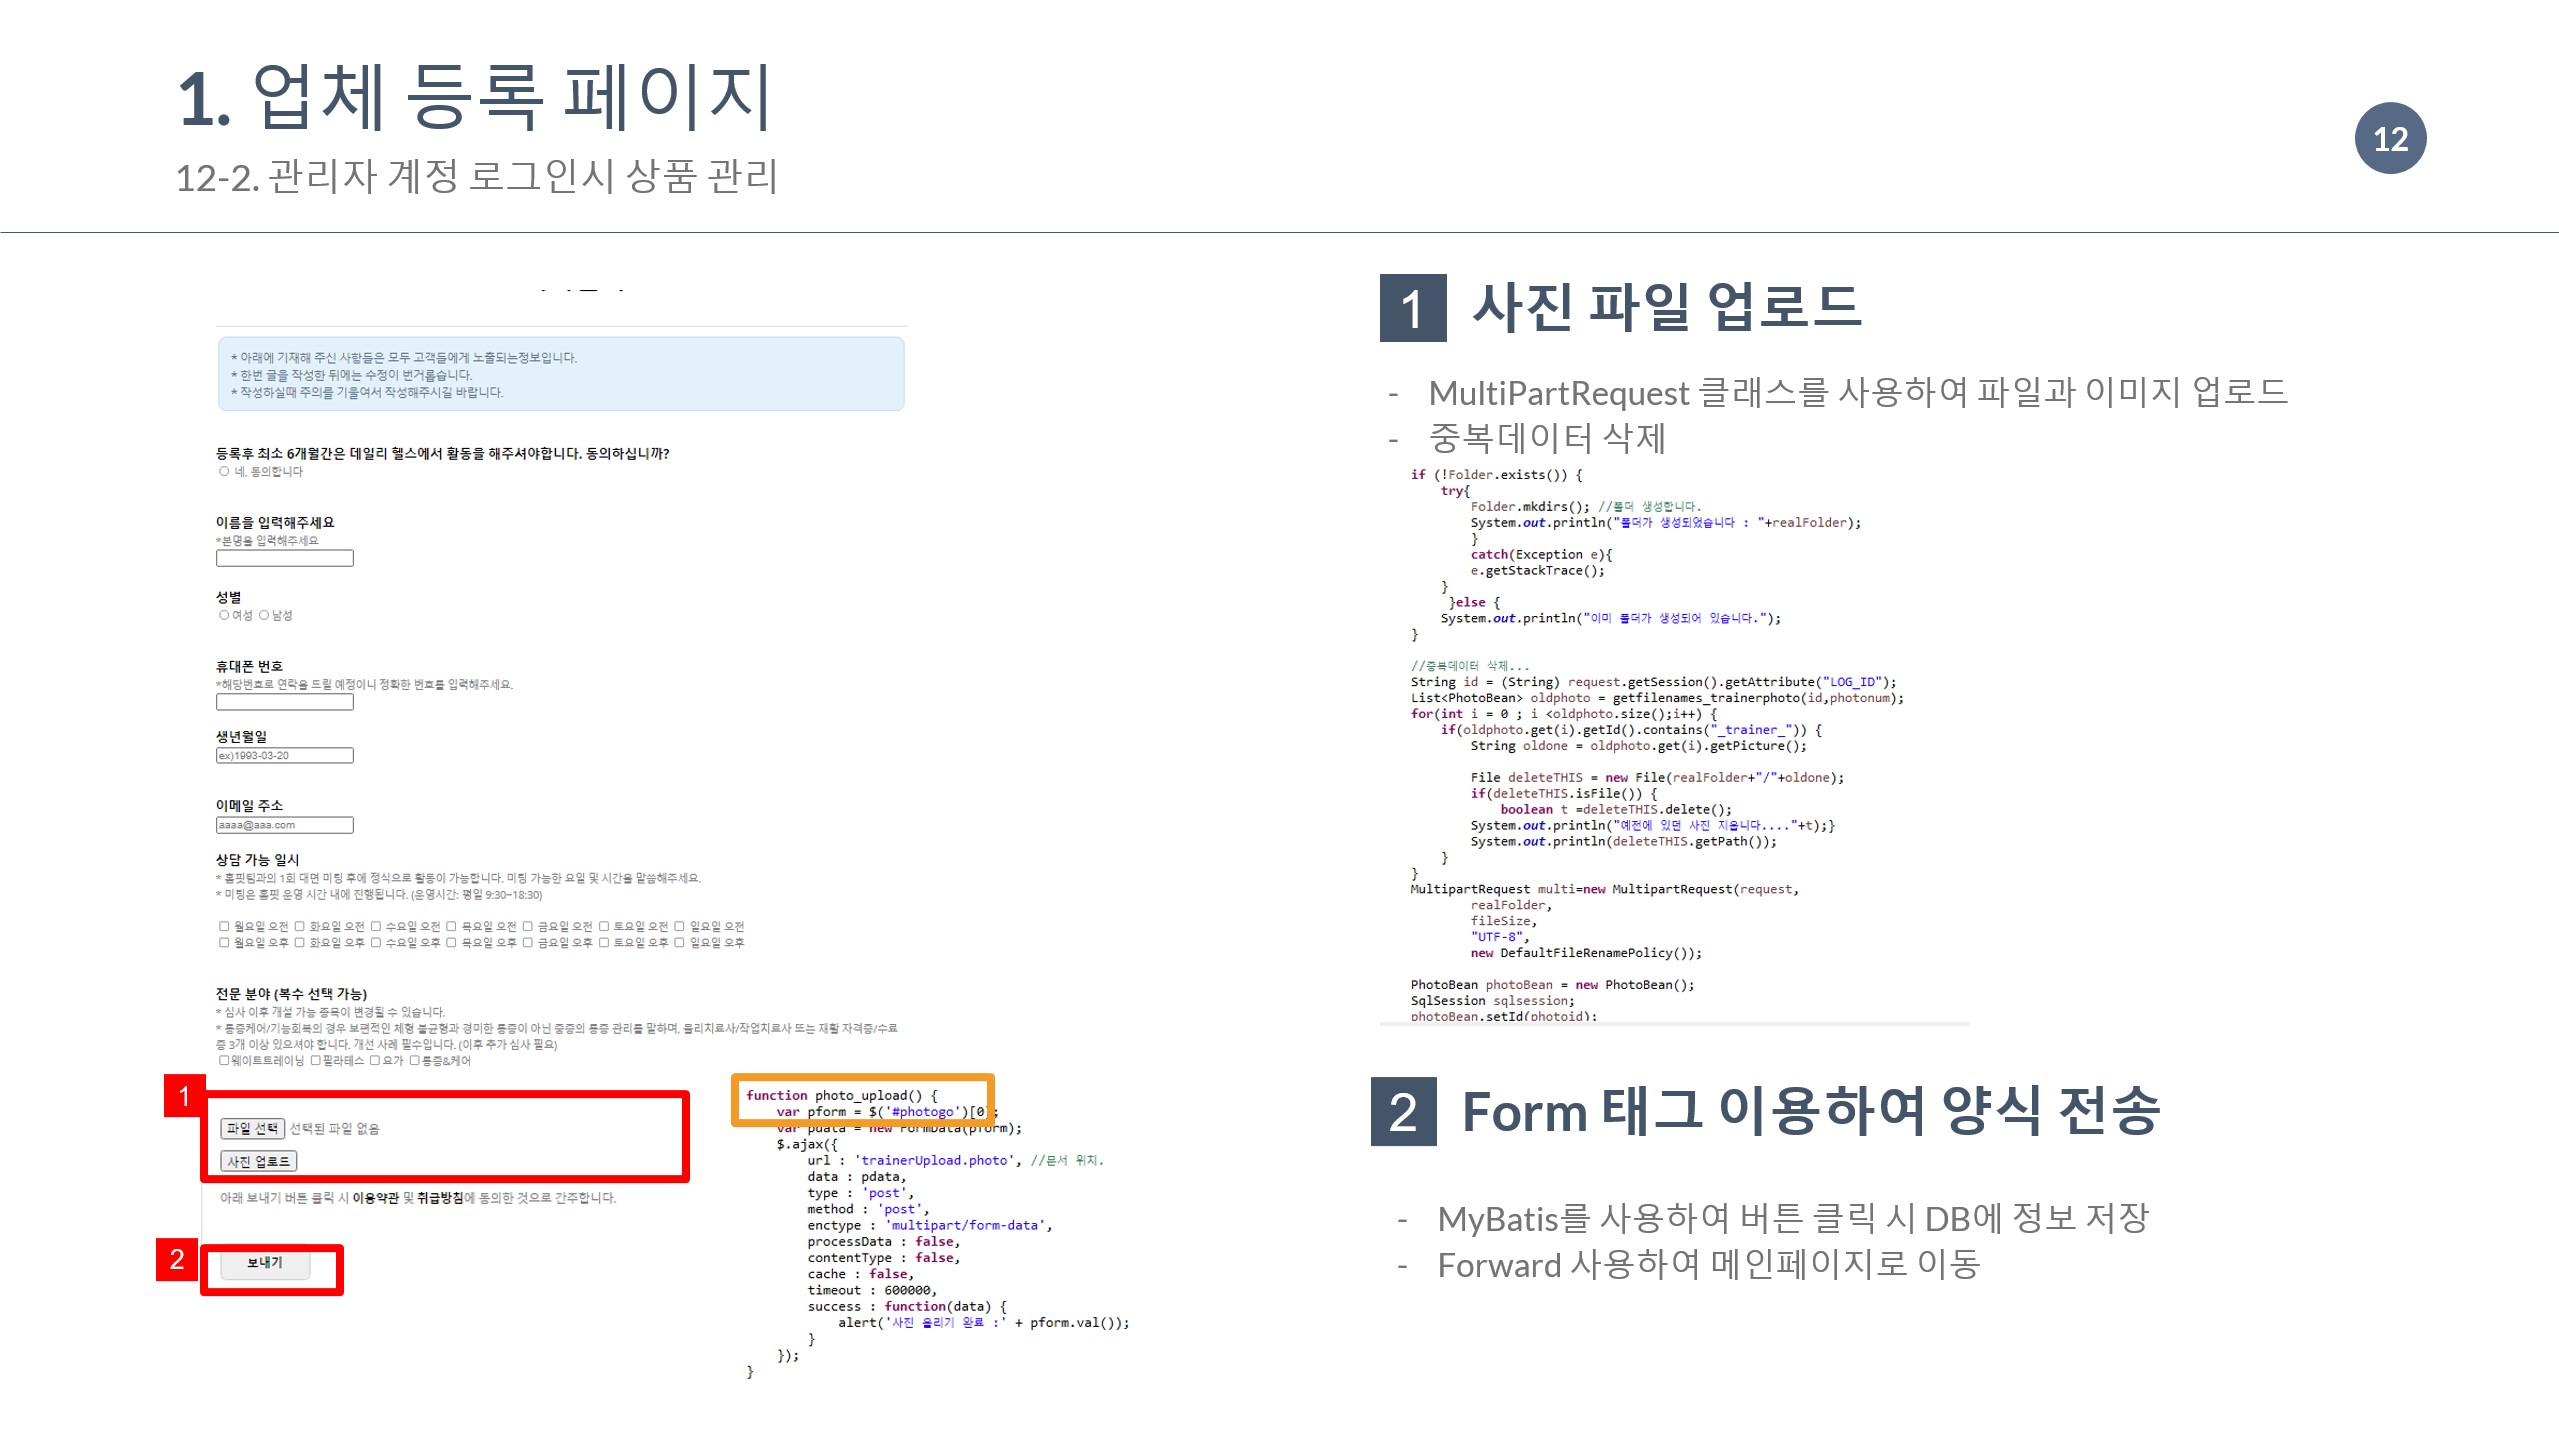 1. 업체 등록 페이지
12-2. 관리자 계정 로그인시 상품 관리
12
* 아래에 기재해 주신 사항들은 모두 고객들에게 노출되는정보입니다.
* 한번 글을 작성한 뒤에는 수정이 번거롭습니다.
* 작성하실때 주의를 기울여서 작성해주시길 바랍니다.
등록후 최소 6개월간은 데일리 헬스에서 활동을 해주셔야합니다. 동의하십니까?
네, 동의합니다
이름을 입력해주세요
*본명을 입력해주세요
성별
여성 남성
휴대폰 번호
*해당번호로 연락을 드릴 예정이니 정확한 번호를 입력해주세요.
생년월일
ex)1993-03-20
이메일 주소
aaaa@aaa.com
상담 가능 일시
* 홈핏팀과의 1회 대면 미팅 후에 정식으로 활동이 가능합니다. 미팅 가능한 요일 및 시간을 말씀해주세요.
* 미팅은 홈핏 운영 시간 내에 진행됩니다. (운영시간: 평일 9:30~18:30)
월요일 오전 화요일 오전 수요일 오전 목요일 오전 금요일 오전 토요일 오전 일요일 오전
월요일 오후 화요일 오후 수요일 오후 목요일 오후 금요일 오후 토요일 오후 일요일 오후
전문 분야 (복수 선택 가능)
* 심사 이후 개설 가능 종목이 변경될 수 있습니다.
* 통증케어/기능회복의 경우 보편적인 체형 불균형과 경미한 통증이 아닌 중증의 통증 관리를 말하며, 물리치료사/작업치료사 또는 재활 자격증/수료
증 3개 이상 있으셔야 합니다. 개선 사례 필수입니다. (이후 추가 심사 필요)
웨이트트레이닝 필라테스 요가 통증&케어
1
파일 선택 선택된 파일 없음
사진 업로드
아래 보내기 버튼 클릭 시 이용약관 및 취급방침에 동의한 것으로 간주합니다.
2
보내기
function photo_upload() {
var pform = $('#photogo')[0];
var pdata = new FormData(pform);
$.ajax({
url : 'trainerUpload.photo', //문서 위치.
data : pdata,
type : 'post',
method : 'post',
enctype : 'multipart/form-data',
processData : false,
contentType : false,
cache : false,
timeout : 600000,
success : function(data) {
alert('사진 올리기 완료 :' + pform.val());
}
});
}
1 사진 파일 업로드
- MultiPartRequest 클래스를 사용하여 파일과 이미지 업로드
- 중복데이터 삭제
if (!Folder.exists()) {
try{
Folder.mkdirs(); //폴더 생성합니다.
System.out.println("폴더가 생성되었습니다 : "+realFolder);
}
catch(Exception e){
e.getStackTrace();
}
}else {
System.out.println("이미 폴더가 생성되어 있습니다.");
}
//중복데이터 삭제...
String id = (String) request.getSession().getAttribute("LOG_ID");
List<PhotoBean> oldphoto = getfilenames_trainerphoto(id,photonum);
for(int i = 0 ; i <oldphoto.size();i++) {
if(oldphoto.get(i).getId().contains("_trainer_")) {
String oldone = oldphoto.get(i).getPicture();
File deleteTHIS = new File(realFolder+"/"+oldone);
if(deleteTHIS.isFile()) {
boolean t =deleteTHIS.delete();
System.out.println("예전에 있던 사진 지웁니다...."+t);}
System.out.println(deleteTHIS.getPath());
}
}
MultipartRequest multi=new MultipartRequest(request,
realFolder,
fileSize,
"UTF-8",
new DefaultFileRenamePolicy());
PhotoBean photoBean = new PhotoBean();
SqlSession sqlsession;
photoBean.setId(photoid);
2 Form 태그 이용하여 양식 전송
- MyBatis를 사용하여 버튼 클릭 시 DB에 정보 저장
- Forward 사용하여 메인페이지로 이동